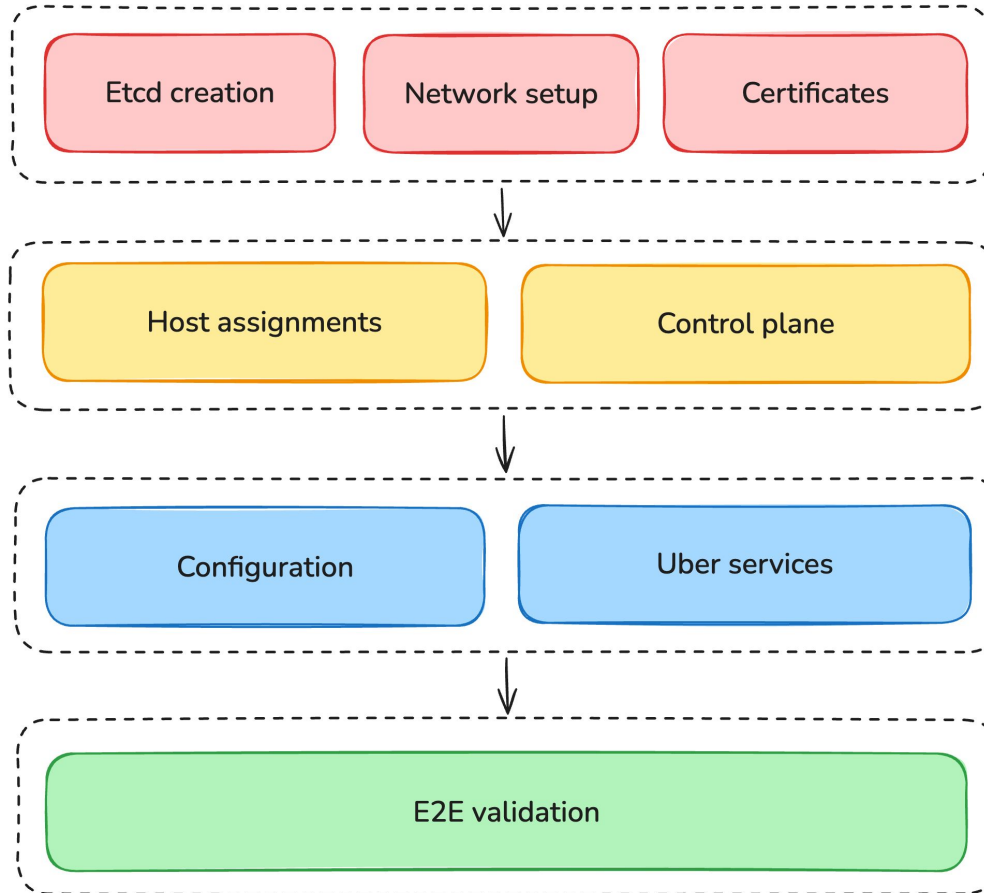 Etcd creation
Network setup
Certificates
Host assignments
Control plane
Configuration
Uber services
E2E validation